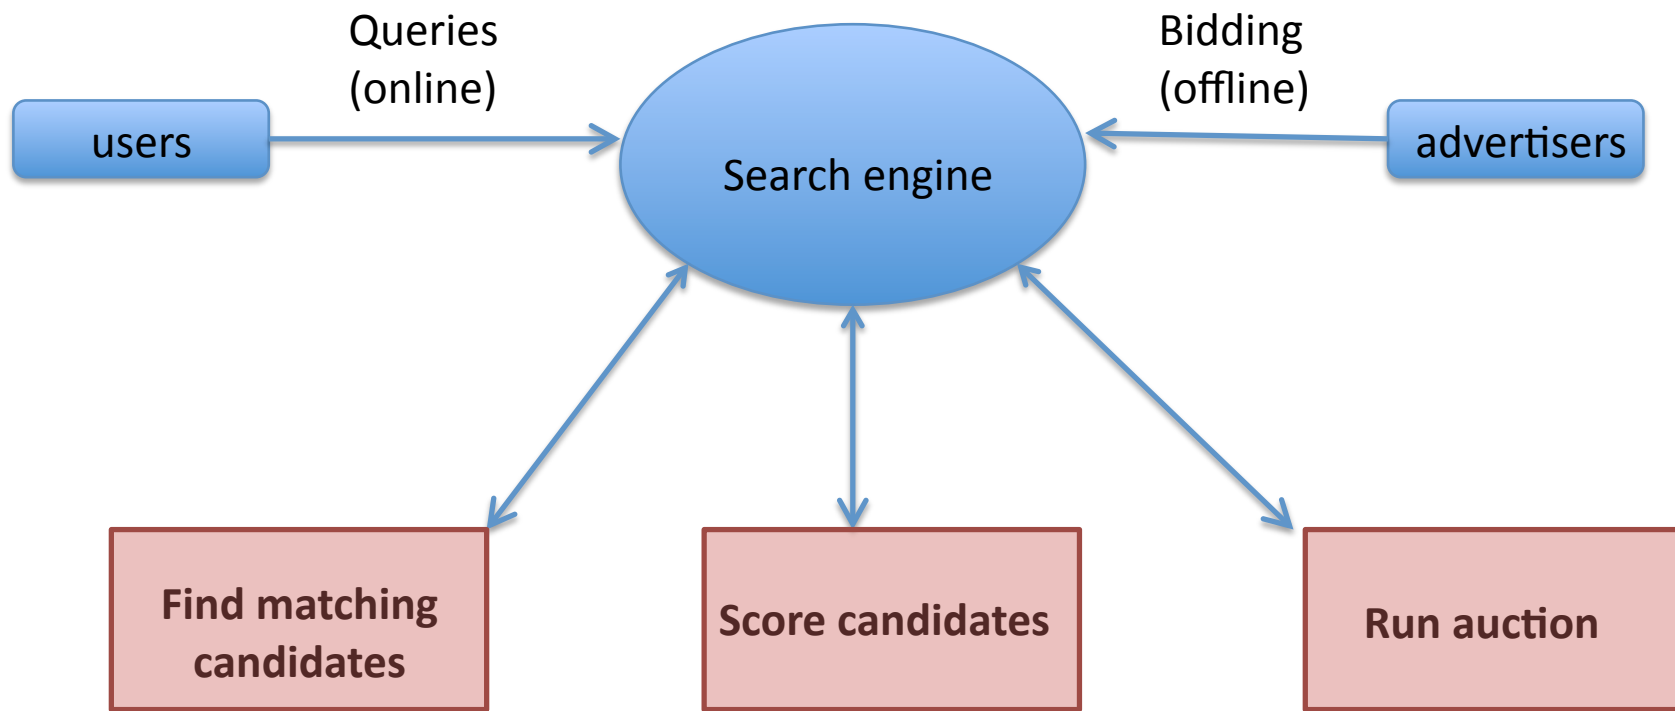 Queries
(online)
Bidding
(offline)
users
Search engine
advertisers
Find matching
candidates
Score candidates
Run auction